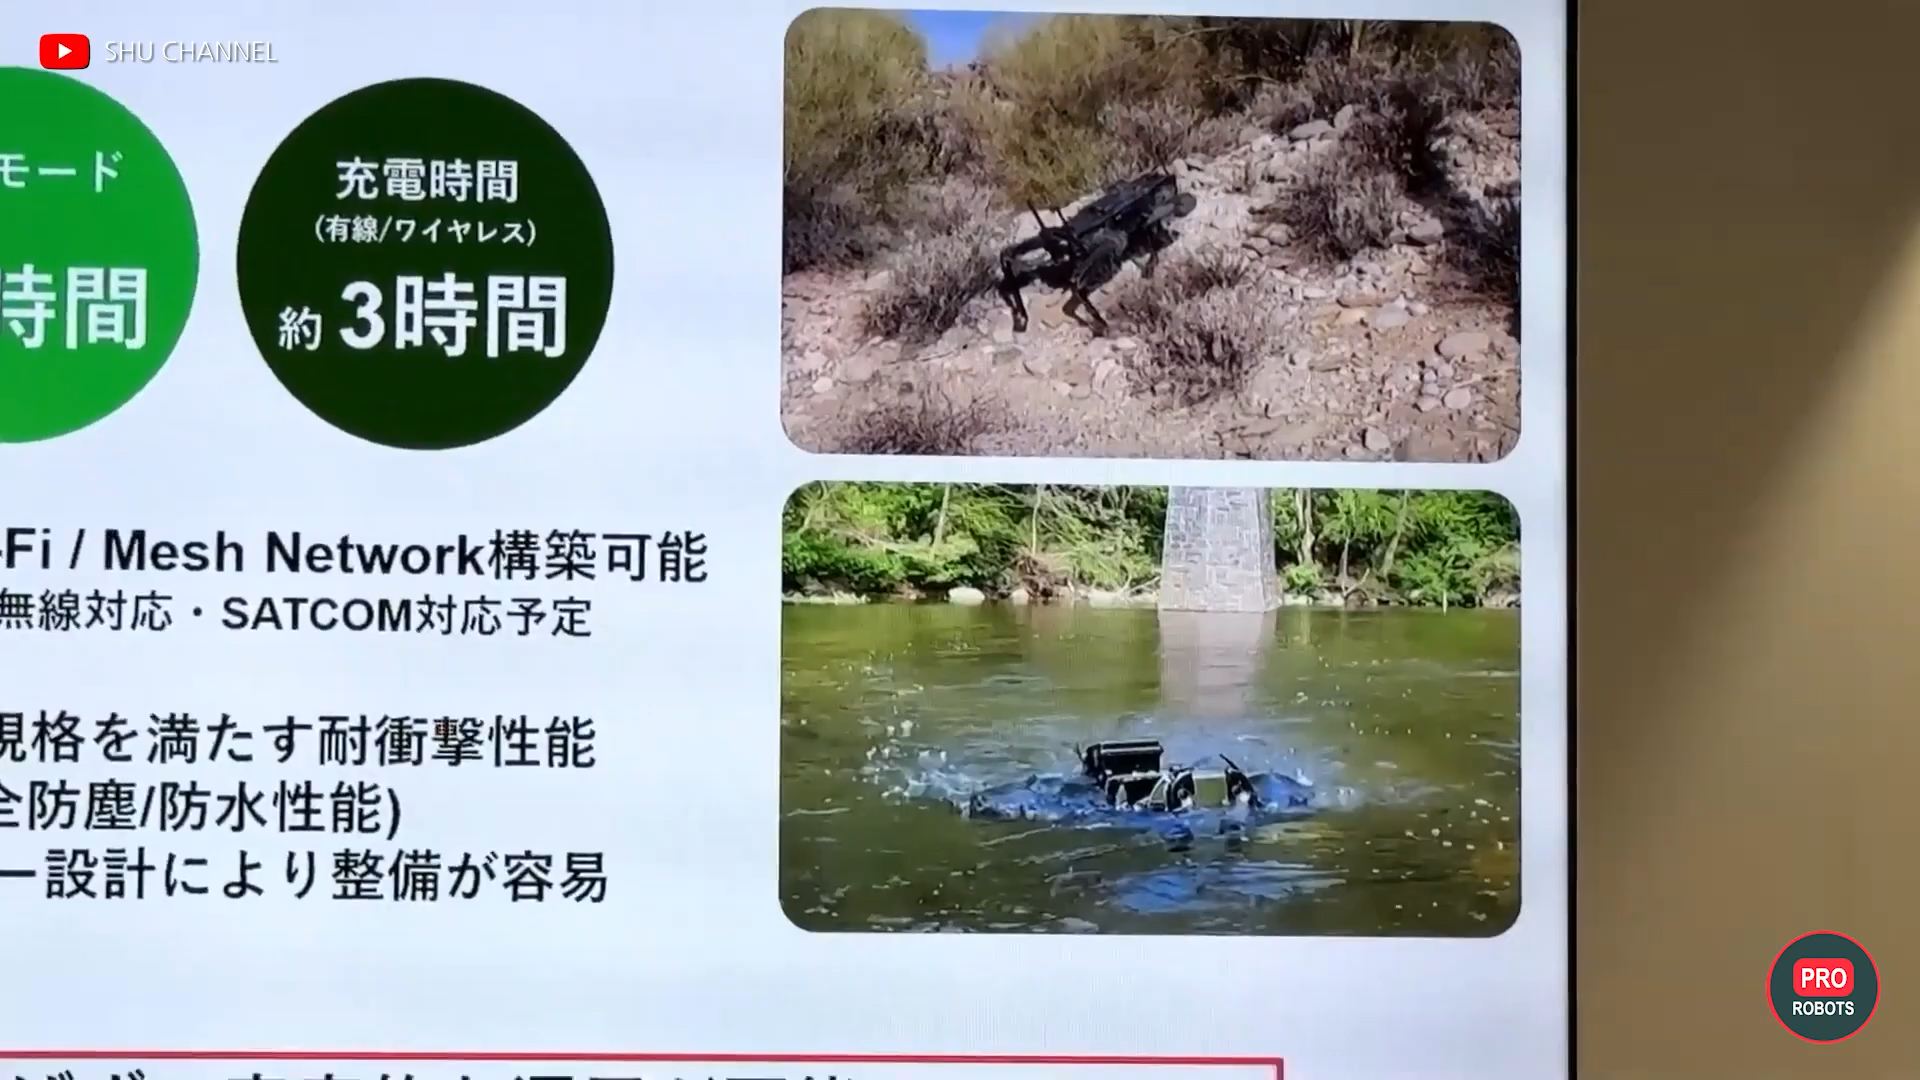 SHU CHANNEL
モード
時間
充電時間
(有線/ワイヤレス)
約 3時間
-Fi / Mesh Network構築可能
無線対応・SATCOM対応予定
規格を満たす耐衝撃性能
全防塵/防水性能)
ー設計により整備が容易
PRO
ROBOTS